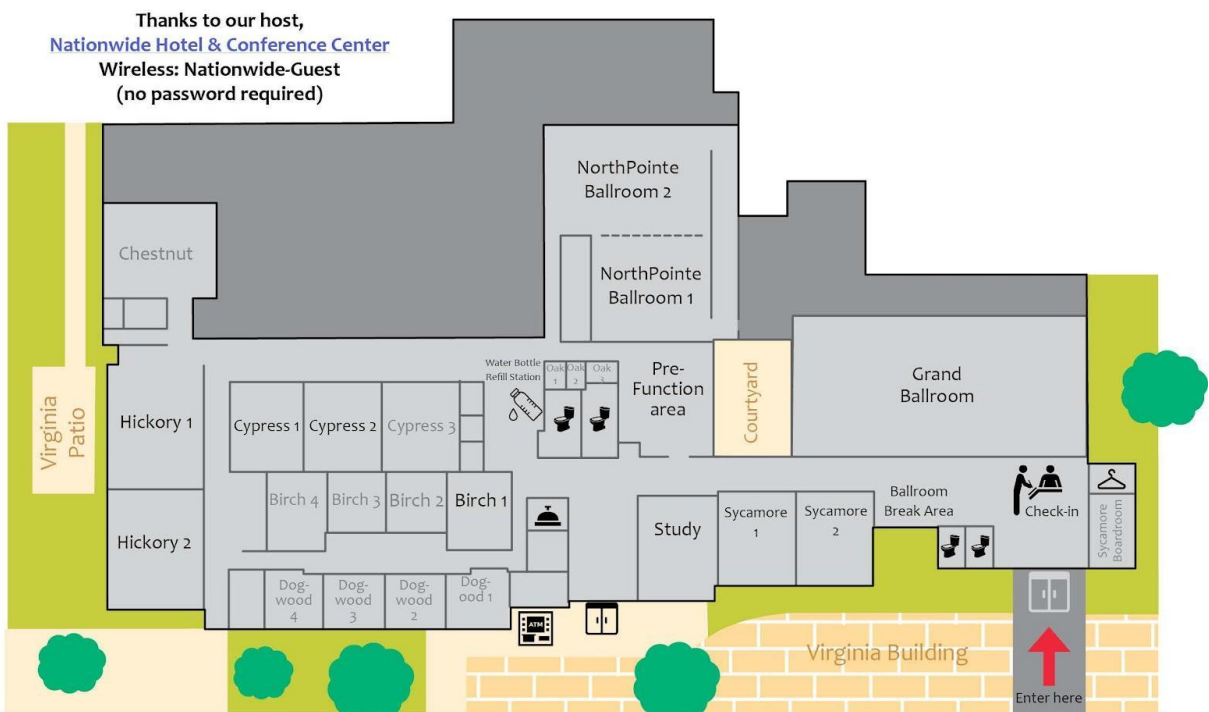 Thanks to our host,
Nationwide Hotel & Conference Center
Wireless: Nationwide-Guest
(no password required)
NorthPointe
Ballroom 2
NorthPointe
Ballroom 1
Chestnut
Water Bottle
Refill Station
Oak
1
Oak
2
Oak
3
Pre-
Function
area
Courtyard
Grand
Ballroom
Virginia
Patio
Hickory 1
Cypress 1
Cypress 2
Cypress 3
Birch 4
Birch 3
Birch 2
Birch 1
Hickory 2
Study
Sycamore
1
Sycamore
2
Ballroom
Break Area
Check-in
Sycamore
Boardroom
Dog-
wood
4
Dog-
wood
3
Dog-
wood
2
Dog-
ood 1
ATM
Virginia Building
Enter here